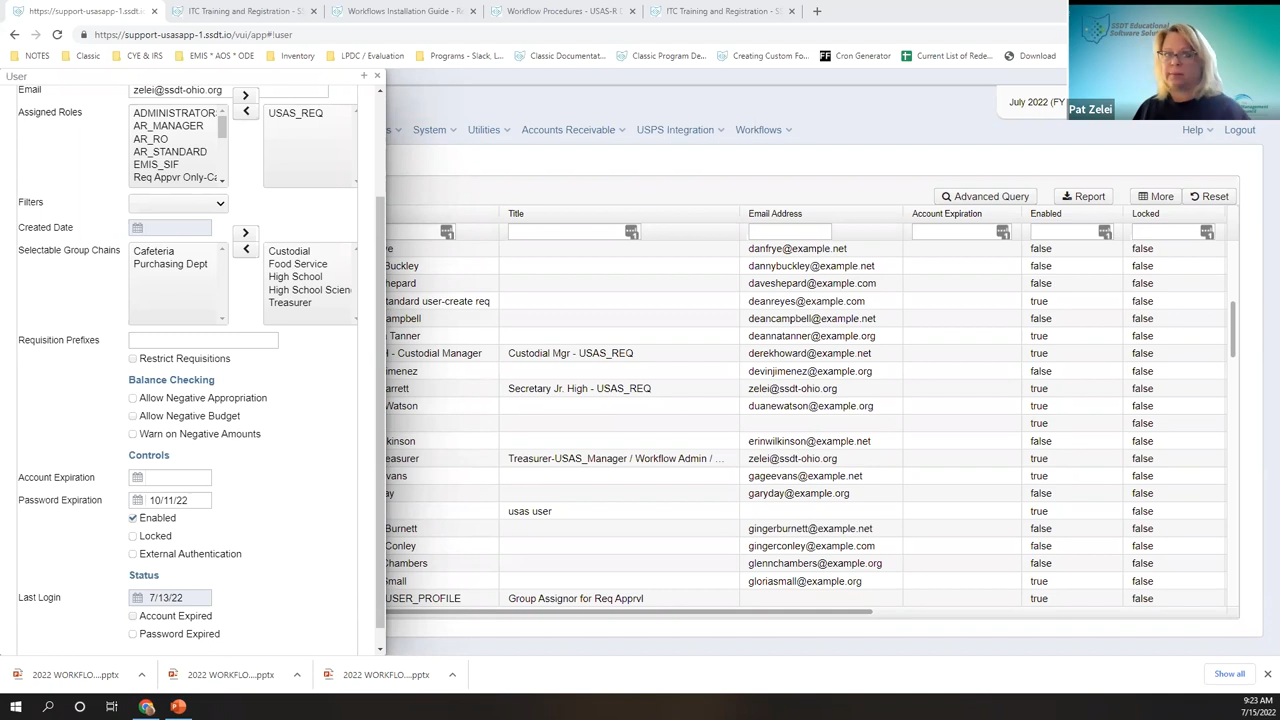 https://support-usasapp-1.ssdt.i
ITC Training and Registration - S
Workflows Installation Guide - Re
Workflow Procedures - USAS-R D
ITC Training and Registration - S
https://support-usasapp-1.ssdt.io/vui/app#!user
NOTES
Classic
CYE & IRS
EMIS * ODE
Inventory
LPDC / Evaluation
Programs - Slack, I...
Classic Documentat...
Classic Program De...
Creating Custom Fo...
Cron Generator
Current List of Rede...
Download
SSDT Educational
Software Solution
Pat Zelei
User
Email
zelei@ssdt-ohio.org
Assigned Roles
ADMINISTRATOR
AR_MANAGER
AR_RO
AR_STANDARD
EMIS_SIF
Req Appvr Only-Ca
USAS_REQ
Filters
Created Date
Selectable Group Chains
Cafeteria
Purchasing Dept
Custodial
Food Service
High School
High School Scien
Treasurer
Requisition Prefixes
Restrict Requisitions
Balance Checking
Allow Negative Appropriation
Allow Negative Budget
Warn on Negative Amounts
Controls
Account Expiration
Password Expiration 10/11/22
Enabled
Locked
External Authentication
Status
Last Login 7/13/22
Account Expired
Password Expired
July 2022 (FY
s System Utilities Accounts Receivable USPS Integration Workflows Help Logout
Advanced Query Report More Reset
Title Email Address Account Expiration Enabled Locked
ye danfrye@example.net false false
Buckley dannybuckley@example.net false false
hepard daveshepard@example.com false false
tandard user-create req deanreyes@example.com true false
ampbell deancampbell@example.net false false
n Tanner deannatanner@example.org true false
H - Custodial Manager Custodial Mgr - USAS_REQ derekhoward@example.net true false
imenez devinjimenez@example.org false false
arrett Secretary Jr. High - USAS_REQ zelei@ssdt-ohio.org true false
Watson duanewatson@example.org true false
true false
kinson erinwilkinson@example.net false false
easurer Treasurer-USAS_Manager / Workflow Admin / ... zelei@ssdt-ohio.org true false
vans gageevans@example.net true false
ay garyday@example.org false false
usas user true false
Burnett gingerburnett@example.net false false
Conley gingerconley@example.com false false
Chambers glennchambers@example.org false false
Small gloriasmall@example.org true false
USER_PROFILE Group Assignor for Req Apprvl true false
2022 WORKFLO....pptx
2022 WORKFLO....pptx
2022 WORKFLO....pptx
Show all
9:23 AM
7/15/2022